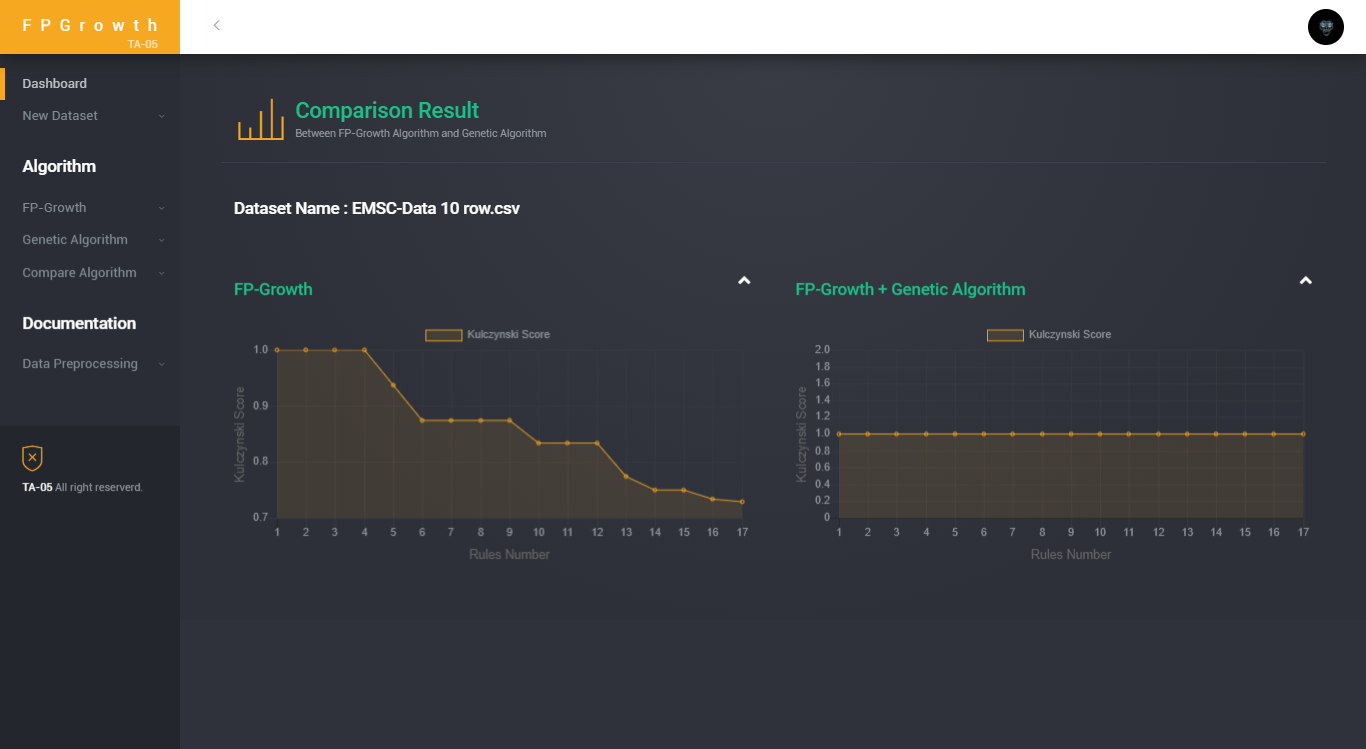 FPGrowth
TA-05
Dashboard
New Dataset
Algorithm
FP-Growth
Genetic Algorithm
Compare Algorithm
Documentation
Data Preprocessing
TA-05 All right reserverd.
Comparison Result
Between FP-Growth Algorithm and Genetic Algorithm
Dataset Name : EMSC-Data 10 row.csv
FP-Growth
Kulczynski Score
Kulczynski Score
1.0
0.9
0.8
0.7
1 2 3 4 5 6 7 8 9 10 11 12 13 14 15 16 17
Rules Number
FP-Growth + Genetic Algorithm
Kulczynski Score
Kulczynski Score
2.0
1.8
1.6
1.4
1.2
1.0
0.8
0.6
0.4
0.2
0
1 2 3 4 5 6 7 8 9 10 11 12 13 14 15 16 17
Rules Number